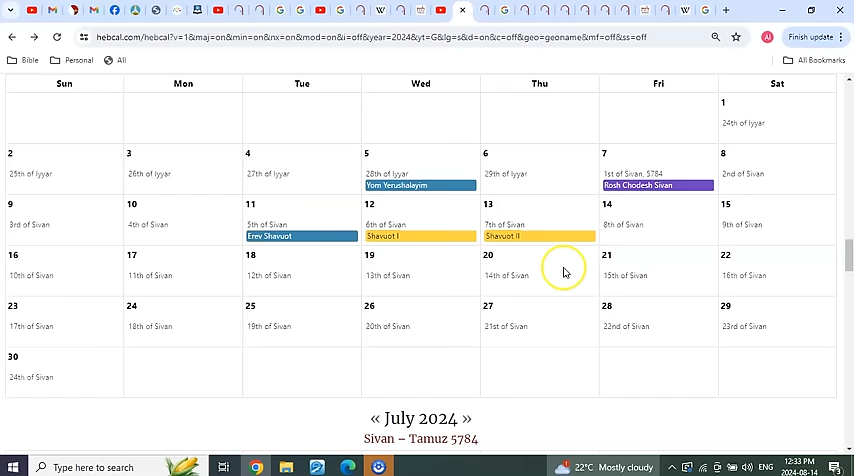 hebcal.com/hebcal?v=1&maj=on&min=on&nx=on&mod=on&i=off&year=2024&yt=G&lg=s&d=on&c=off&geo=geoname&mf=off&ss=off
AI
Finish update
Bible
Personal
All
All Bookmarks
Sun Mon Tue Wed Thu Fri Sat
1
24th of Iyyar
2 3 4 5 6 7 8
25th of Iyyar 26th of Iyyar 27th of Iyyar 28th of Iyyar 29th of Iyyar 1st of Sivan, 5784 2nd of Sivan
Yom Yerushalayim Rosh Chodesh Sivan
9 10 11 12 13 14 15
3rd of Sivan 4th of Sivan 5th of Sivan 6th of Sivan 7th of Sivan 8th of Sivan 9th of Sivan
Erev Shavuot Shavuot I Shavuot II
16 17 18 19 20 21 22
10th of Sivan 11th of Sivan 12th of Sivan 13th of Sivan 14th of Sivan 15th of Sivan 16th of Sivan
23 24 25 26 27 28 29
17th of Sivan 18th of Sivan 19th of Sivan 20th of Sivan 21st of Sivan 22nd of Sivan 23rd of Sivan
30
24th of Sivan
« July 2024 »
Sivan – Tamuz 5784
Type here to search
22°C Mostly cloudy
ENG
12:33 PM
2024-08-14